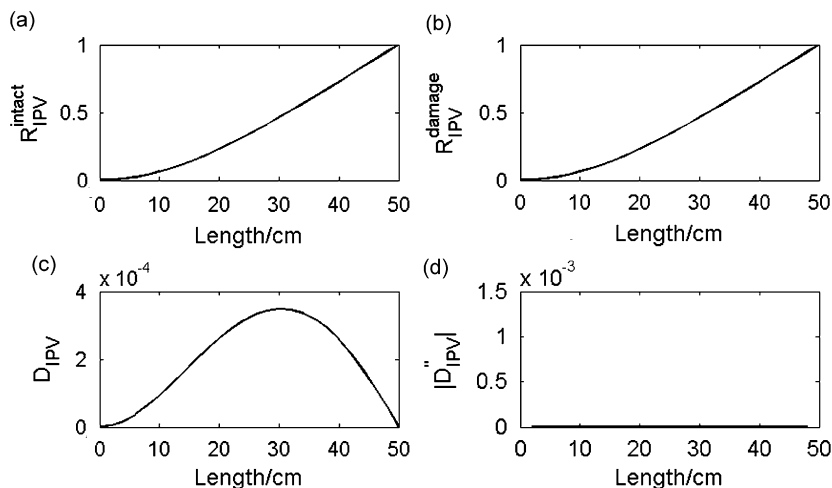 (a)
1
0.5
0
R_IPV^intact
0 10 20 30 40 50
Length/cm
(b)
1
0.5
0
R_IPV^damage
0 10 20 30 40 50
Length/cm
(c)
x 10^-4
4
2
0
D_IPV
0 10 20 30 40 50
Length/cm
(d)
x 10^-3
1.5
1
0.5
0
|D''_IPV|
0 10 20 30 40 50
Length/cm